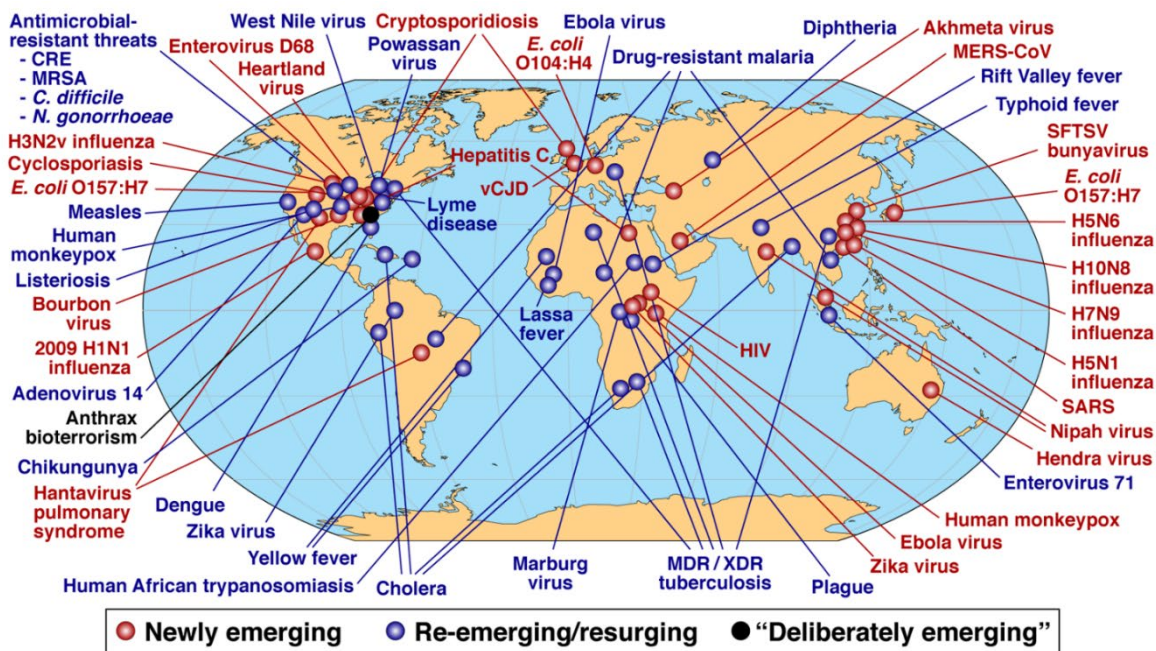 Antimicrobial-
resistant threats
- CRE
- MRSA
- C. difficile
- N. gonorrhoeae
West Nile virus
Enterovirus D68
Heartland
virus
Powassan
virus
Cryptosporidiosis
E. coli
O104:H4
Ebola virus
Drug-resistant malaria
Diphtheria
Akhmeta virus
MERS-CoV
Rift Valley fever
Typhoid fever
SFTSV
bunyavirus
E. coli
O157:H7
H5N6
influenza
H10N8
influenza
H7N9
influenza
H5N1
influenza
SARS
Nipah virus
Hendra virus
Enterovirus 71
H3N2v influenza
Cyclosporiasis
E. coli O157:H7
Measles
Human
monkeypox
Listeriosis
Bourbon
virus
2009 H1N1
influenza
Adenovirus 14
Anthrax
bioterrorism
Chikungunya
Hantavirus
pulmonary
syndrome
Hepatitis C
vCJD
Lyme
disease
Lassa
fever
HIV
Dengue
Zika virus
Yellow fever
Human African trypanosomiasis
Cholera
Marburg
virus
MDR / XDR
tuberculosis
Plague
Human monkeypox
Ebola virus
Zika virus
Newly emerging
Re-emerging/resurging
“Deliberately emerging”